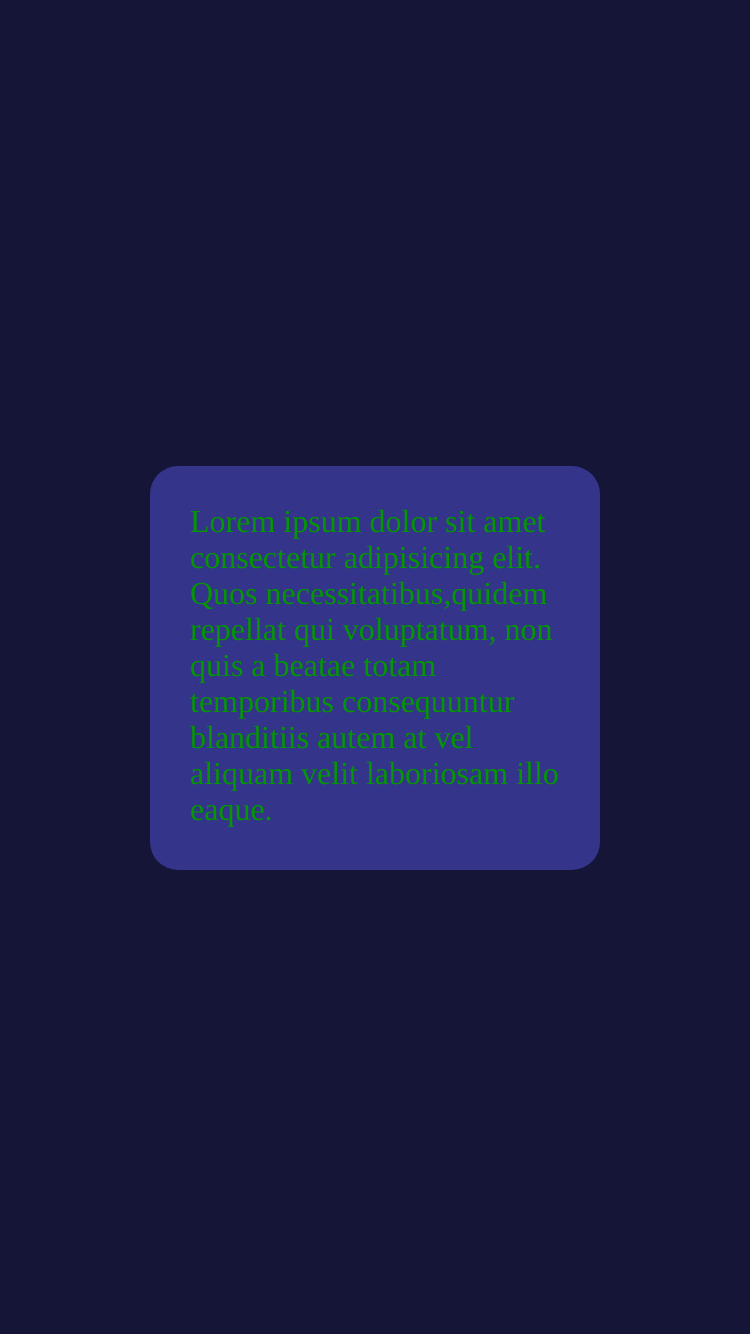 Lorem ipsum dolor sit amet
consectetur adipisicing elit.
Quos necessitatibus,quidem
repellat qui voluptatum, non
quis a beatae totam
temporibus consequuntur
blanditiis autem at vel
aliquam velit laboriosam illo
eaque.